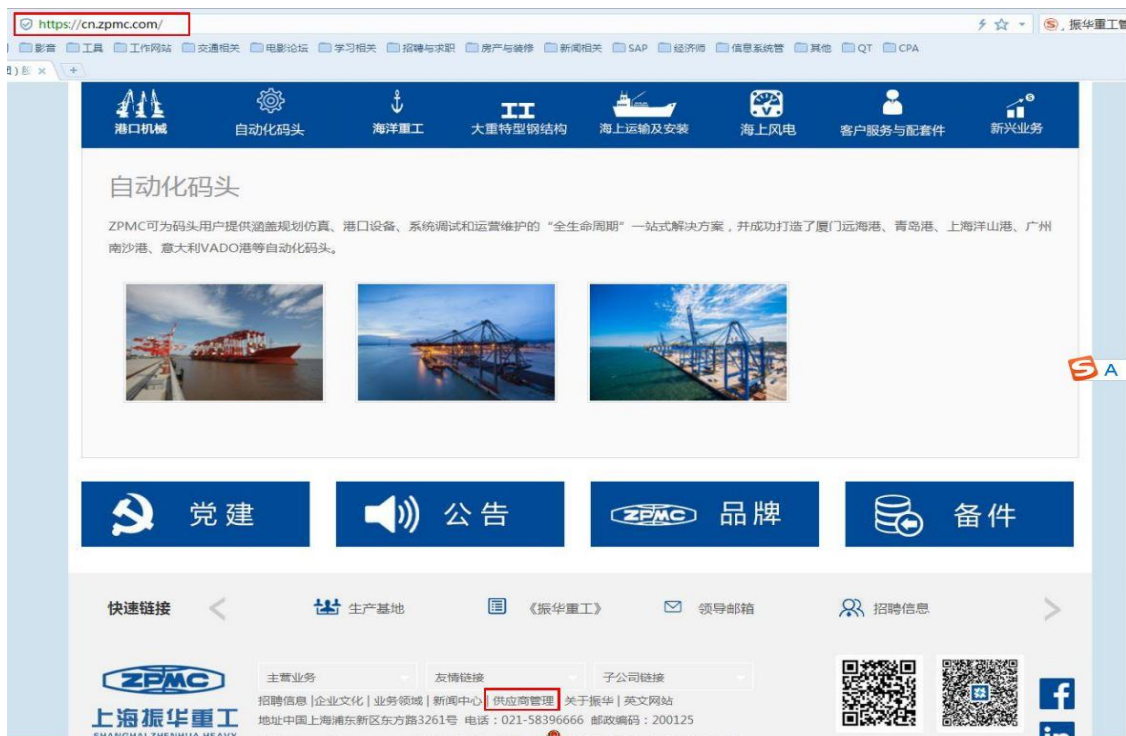 https://cn.zpmc.com/
, 振华重工管
影音 工具 工作网站 交通相关 电影论坛 学习相关 招聘与求职 房产与装修 新闻相关 SAP 经济师 信息系统管 其他 QT CPA
港口机械 自动化码头 海洋重工 大重特型钢结构 海上运输及安装 海上风电 客户服务与配套件 新兴业务
自动化码头
ZPMC可为码头用户提供涵盖规划仿真、港口设备、系统调试和运营维护的“全生命周期”一站式解决方案，并成功打造了厦门远海港、青岛港、上海洋山港、广州
南沙港、意大利VADO港等自动化码头。
A
党建 公告 ZPMC 品牌 备件
快速链接 生产基地 《振华重工》 领导邮箱 招聘信息
ZPMC 主营业务 友情链接 子公司链接
招聘信息 |企业文化 | 业务领域 | 新闻中心 | 供应商管理 | 关于振华 | 英文网站
上海振华重工 地址中国上海浦东新区东方路3261号 电话：021-58396666 邮政编码：200125
SHANGHAI ZHENHUA HEAVY
f
in